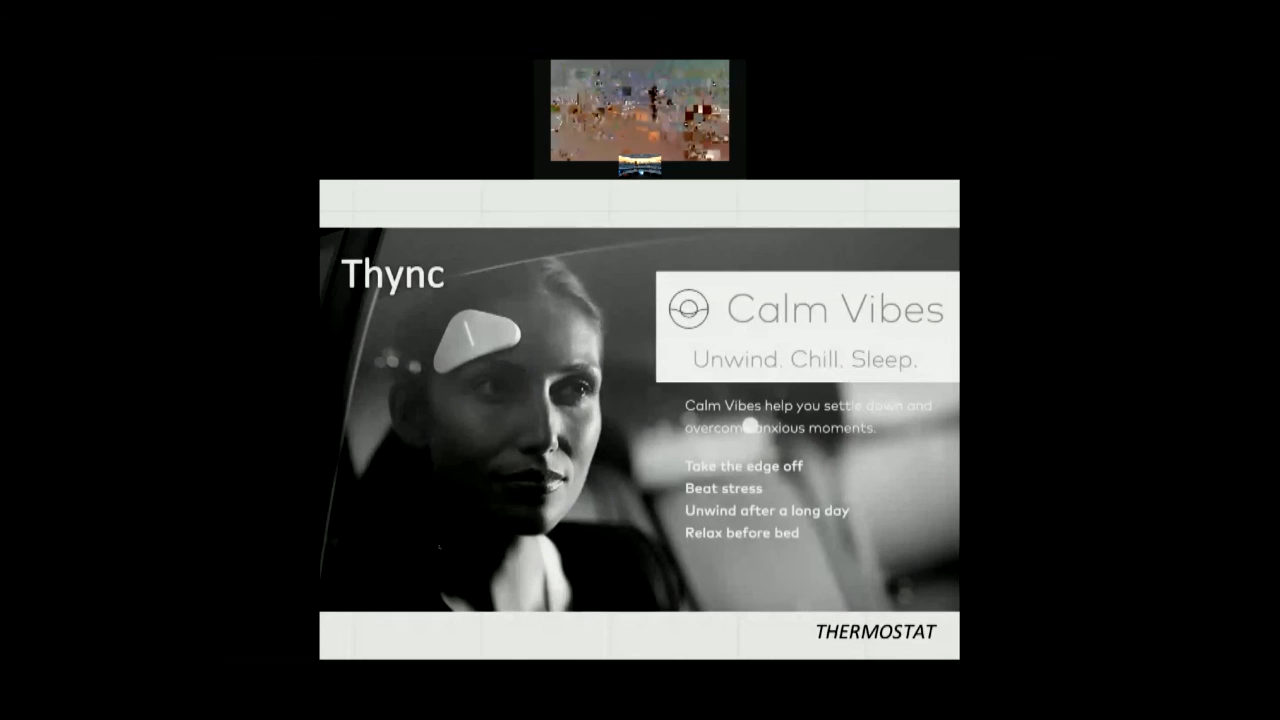 Thync
Calm Vibes
Unwind. Chill. Sleep.
Calm Vibes help you settle down and
overcome anxious moments.
Take the edge off
Beat stress
Unwind after a long day
Relax before bed
THERMOSTAT